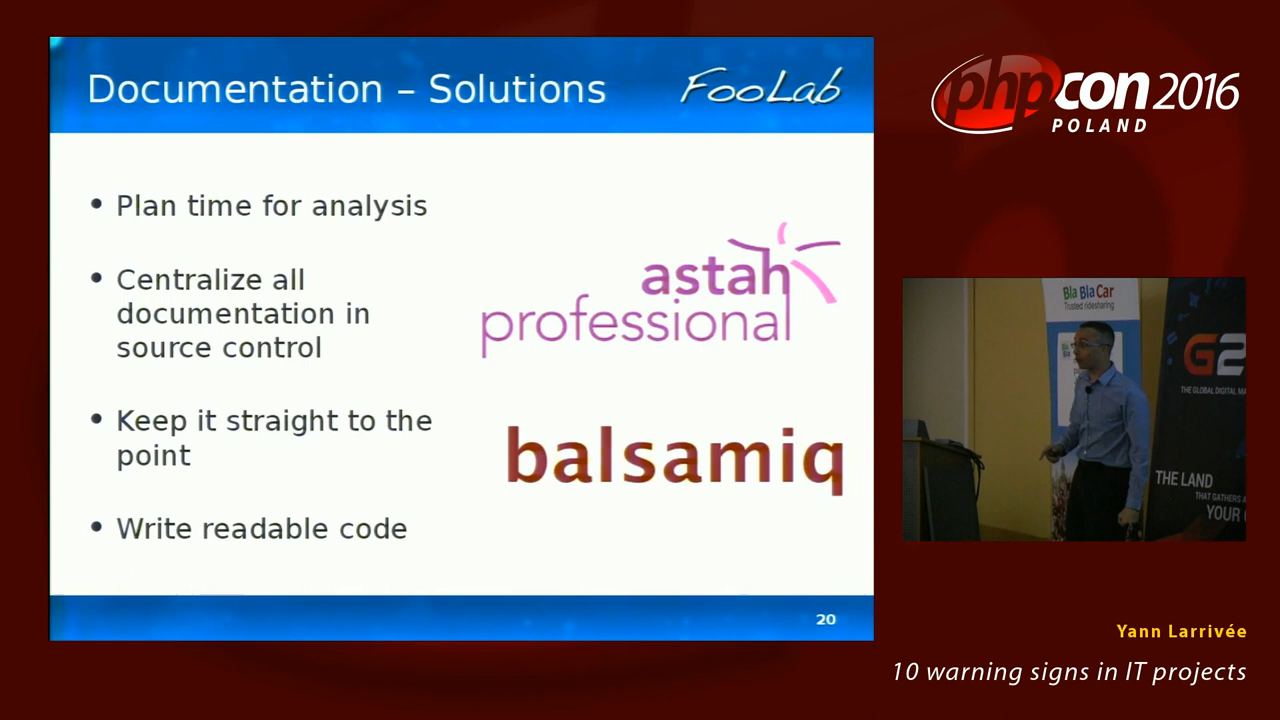 Documentation – Solutions
FooLab
• Plan time for analysis
• Centralize all
documentation in
source control
• Keep it straight to the
point
• Write readable code
astah
professional
balsamiq
20
phpcon 2016
POLAND
Bla Bla Car
Trusted ridesharing
G2
THE GLOBAL DIGITAL MA
THE LAND
THAT GATHERS A
YOUR
Yann Larrivée
10 warning signs in IT projects